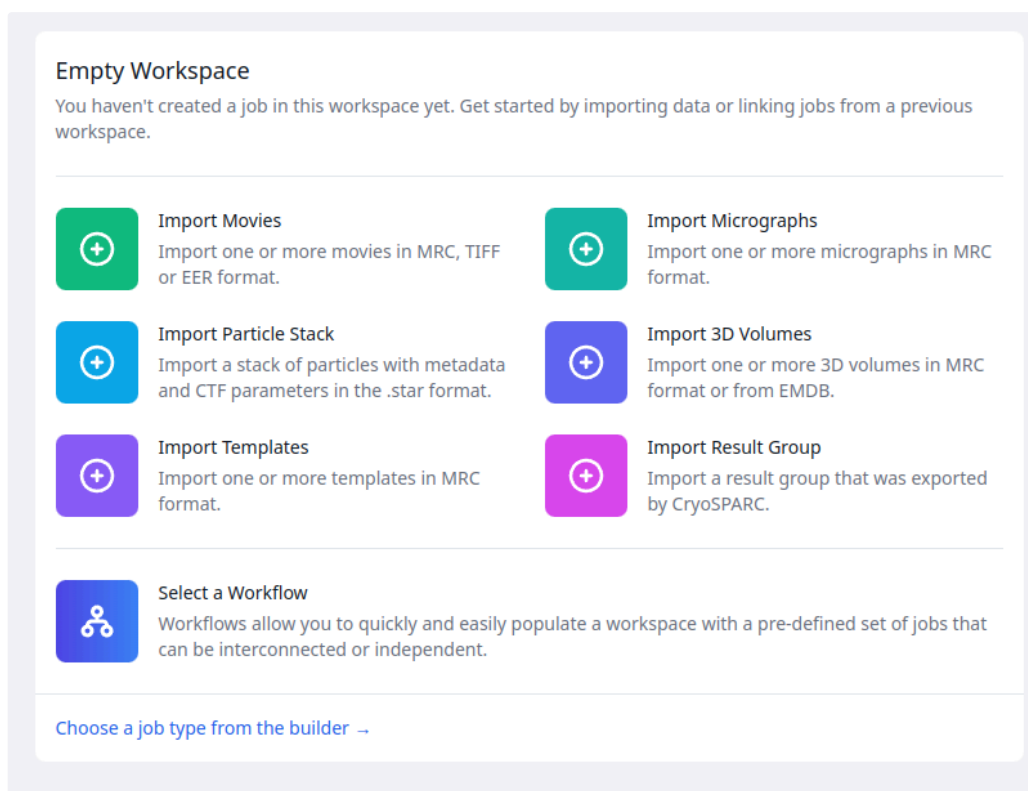 Empty Workspace
You haven't created a job in this workspace yet. Get started by importing data or linking jobs from a previous
workspace.
Import Movies
Import one or more movies in MRC, TIFF
or EER format.
Import Micrographs
Import one or more micrographs in MRC
format.
Import Particle Stack
Import a stack of particles with metadata
and CTF parameters in the .star format.
Import 3D Volumes
Import one or more 3D volumes in MRC
format or from EMDB.
Import Templates
Import one or more templates in MRC
format.
Import Result Group
Import a result group that was exported
by CryoSPARC.
Select a Workflow
Workflows allow you to quickly and easily populate a workspace with a pre-defined set of jobs that
can be interconnected or independent.
Choose a job type from the builder →